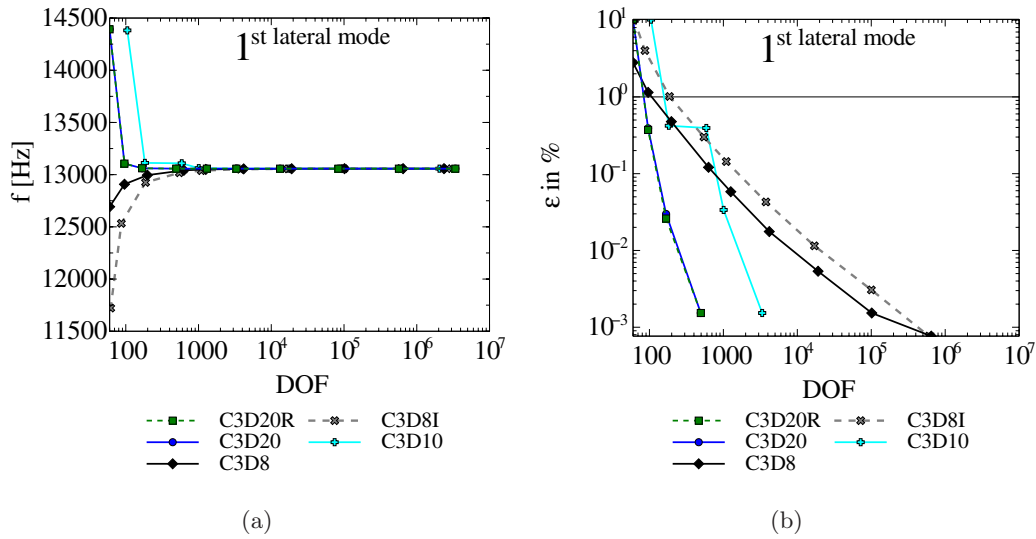 14500
14000
13500
13000
12500
12000
11500
f [Hz]
1st lateral mode
100
1000
10^4
10^5
10^6
10^7
DOF
C3D20R
C3D20
C3D8
C3D8I
C3D10
(a)
10^1
10^0
10^-1
10^-2
10^-3
ε in %
1st lateral mode
100
1000
10^4
10^5
10^6
10^7
DOF
C3D20R
C3D20
C3D8
C3D8I
C3D10
(b)